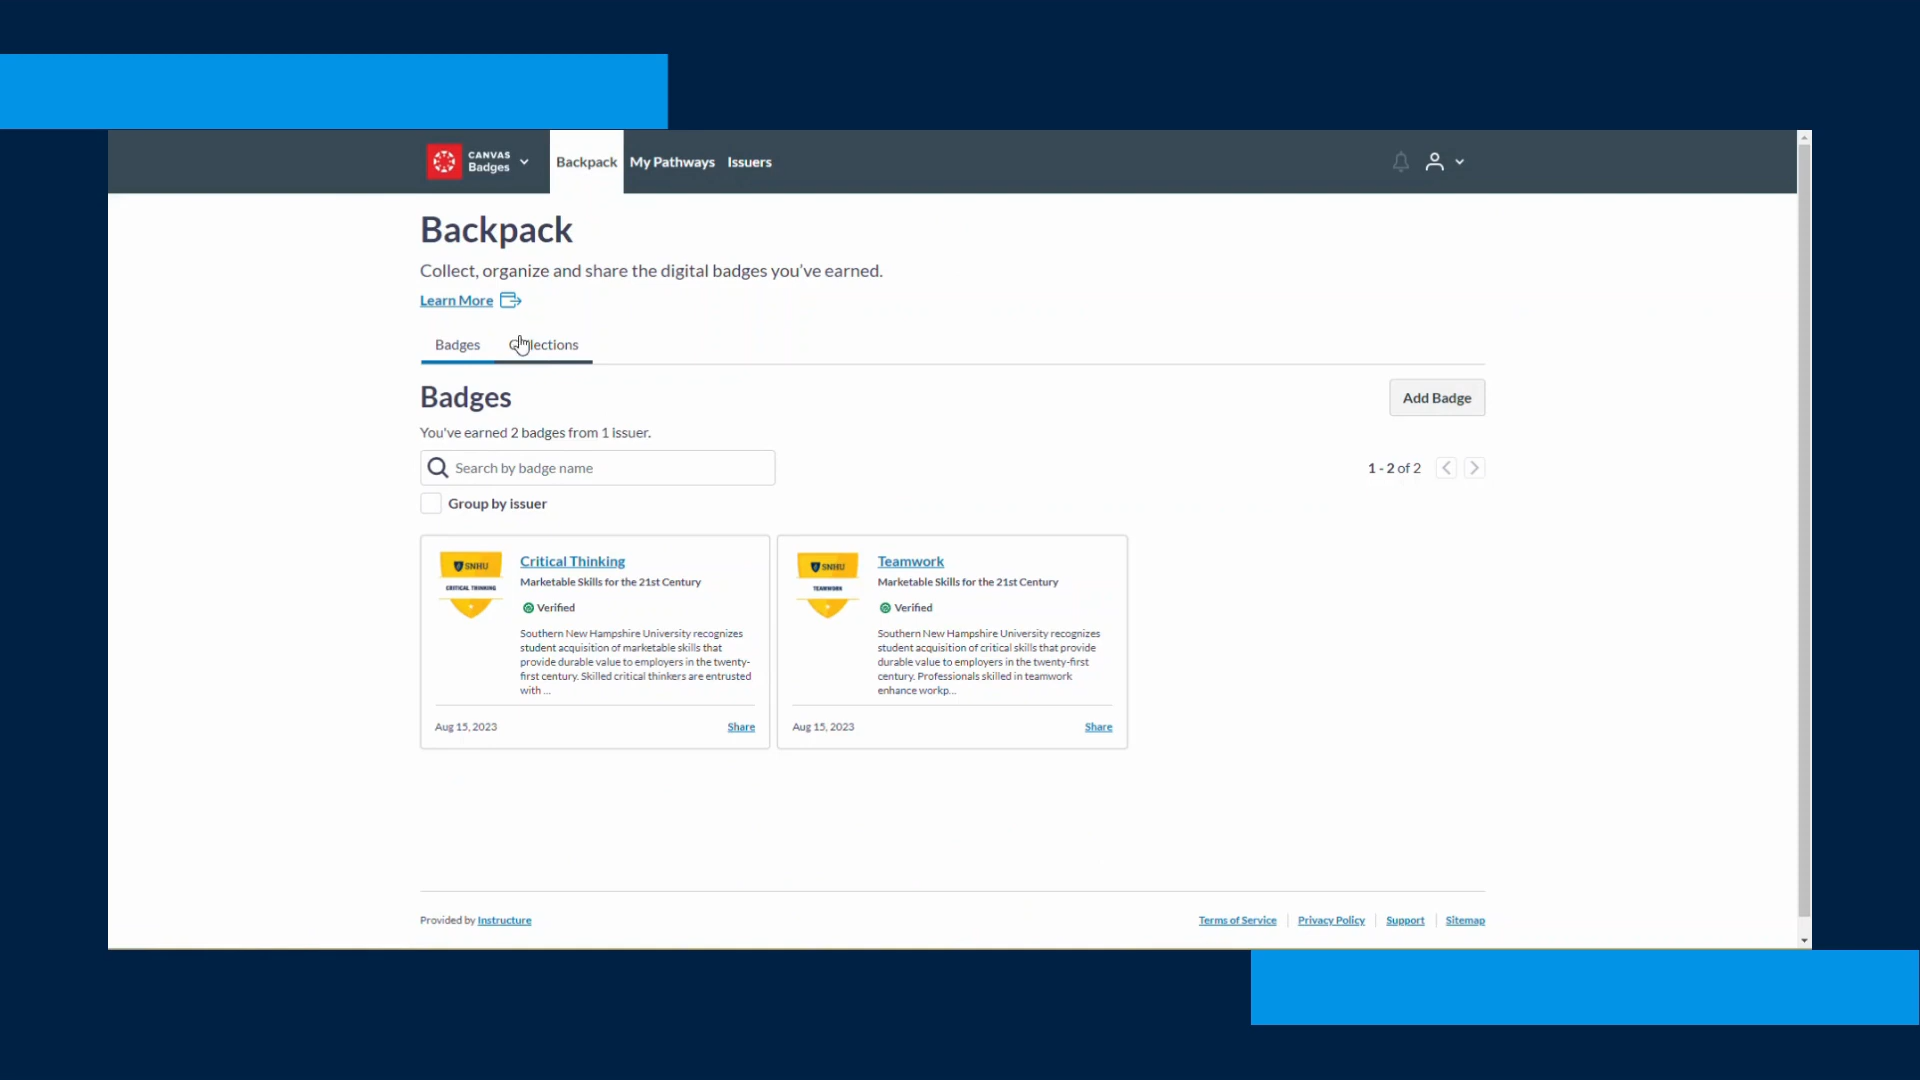 CANVAS
Badges
Backpack
My Pathways
Issuers
Backpack
Collect, organize and share the digital badges you've earned.
Learn More
Badges
Badges
Add Badge
You've earned 2 badges from 1 issuer.
Search by badge name
1 - 2 of 2
Group by issuer
SNHU
CRITICAL THINKING
Critical Thinking
Marketable Skills for the 21st Century
Verified
Southern New Hampshire University recognizes
student acquisition of marketable skills that
provide durable value to employers in the twenty-
first century. Skilled critical thinkers are entrusted
with ...
Aug 15, 2023
Share
SNHU
TEAMWORK
Teamwork
Marketable Skills for the 21st Century
Verified
Southern New Hampshire University recognizes
student acquisition of critical skills that provide
durable value to employers in the twenty-first
century. Professionals skilled in teamwork
enhance workp...
Aug 15, 2023
Share
Provided by Instructure
Terms of Service
Privacy Policy
Support
Sitemap